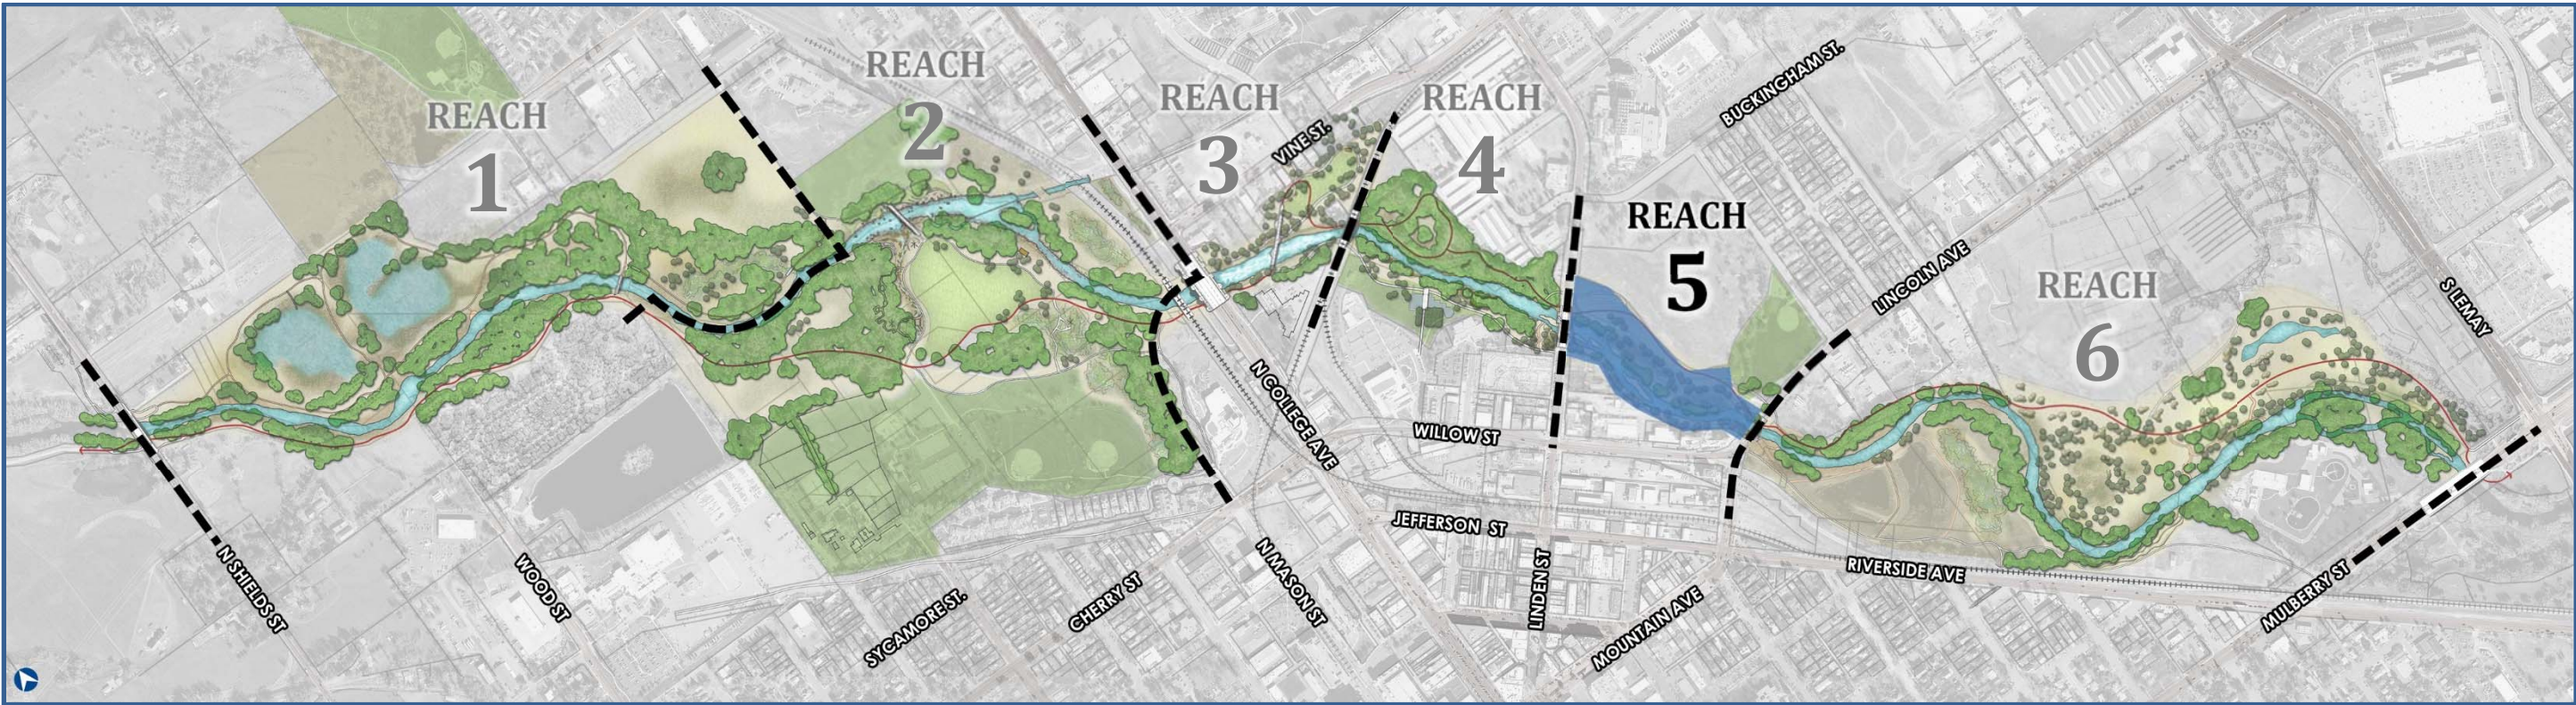 REACH
1
REACH
2
REACH
3
REACH
4
REACH
5
REACH
6
VINE ST.
BUCKINGHAM ST.
LINCOLN AVE
S LEMAY
N COLLEGE AVE
WILLOW ST
JEFFERSON ST
LINDEN ST
RIVERSIDE AVE
MULBERRY ST
MOUNTAIN AVE
N MASON ST
CHERRY ST
SYCAMORE ST.
WOOD ST
N SHIELDS ST